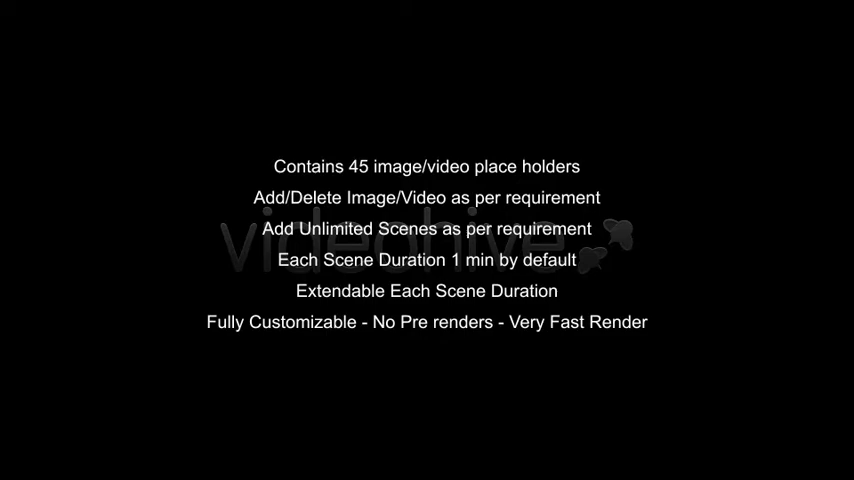 Contains 45 image/video place holders
Add/Delete Image/Video as per requirement
Add Unlimited Scenes as per requirement
videohive
Each Scene Duration 1 min by default
Extendable Each Scene Duration
Fully Customizable - No Pre renders - Very Fast Render